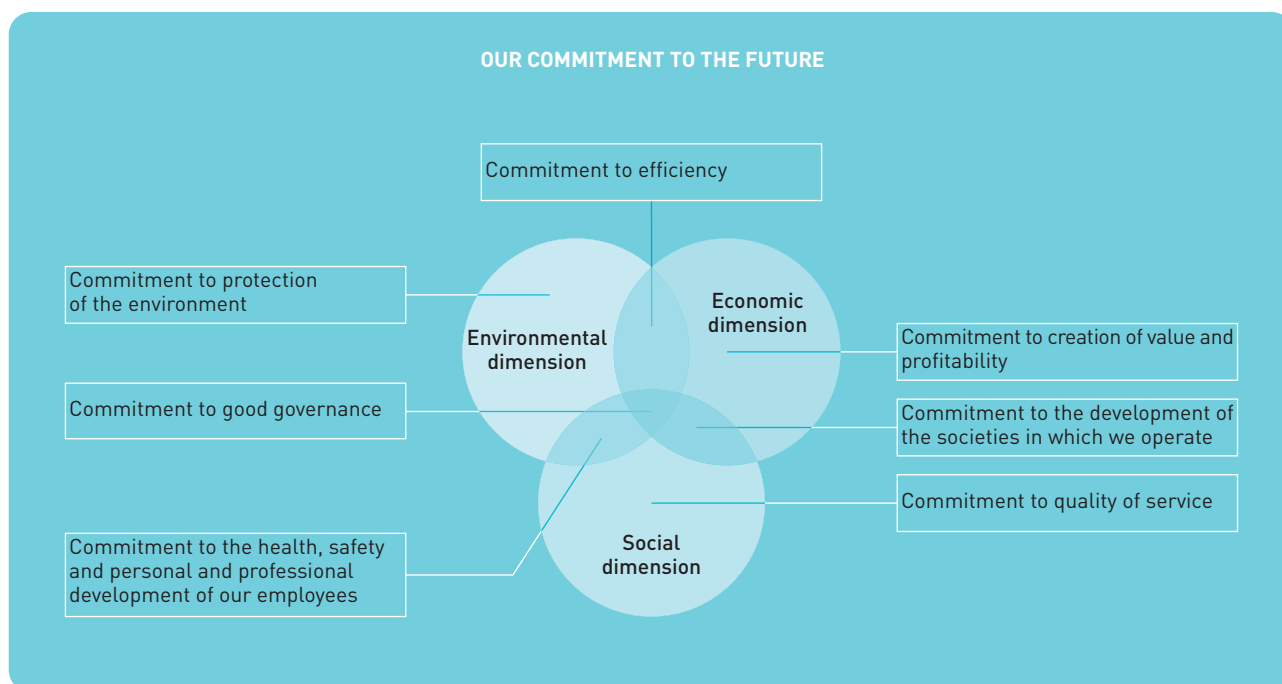 OUR COMMITMENT TO THE FUTURE
Commitment to efficiency
Commitment to protection
of the environment
Economic
dimension
Environmental
dimension
Commitment to creation of value and
profitability
Commitment to good governance
Commitment to the development of
the societies in which we operate
Commitment to quality of service
Commitment to the health, safety
and personal and professional
development of our employees
Social
dimension